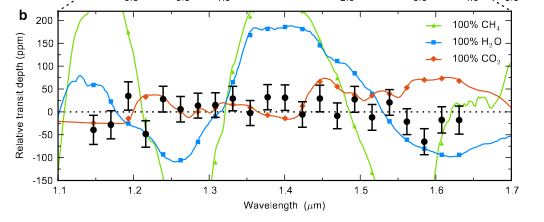 b
200
150
100
50
0
-50
-100
-150
Relative transit depth (ppm)
100% CH₄
100% H₂O
100% CO₂
1.1 1.2 1.3 1.4 1.5 1.6 1.7
Wavelength (μm)